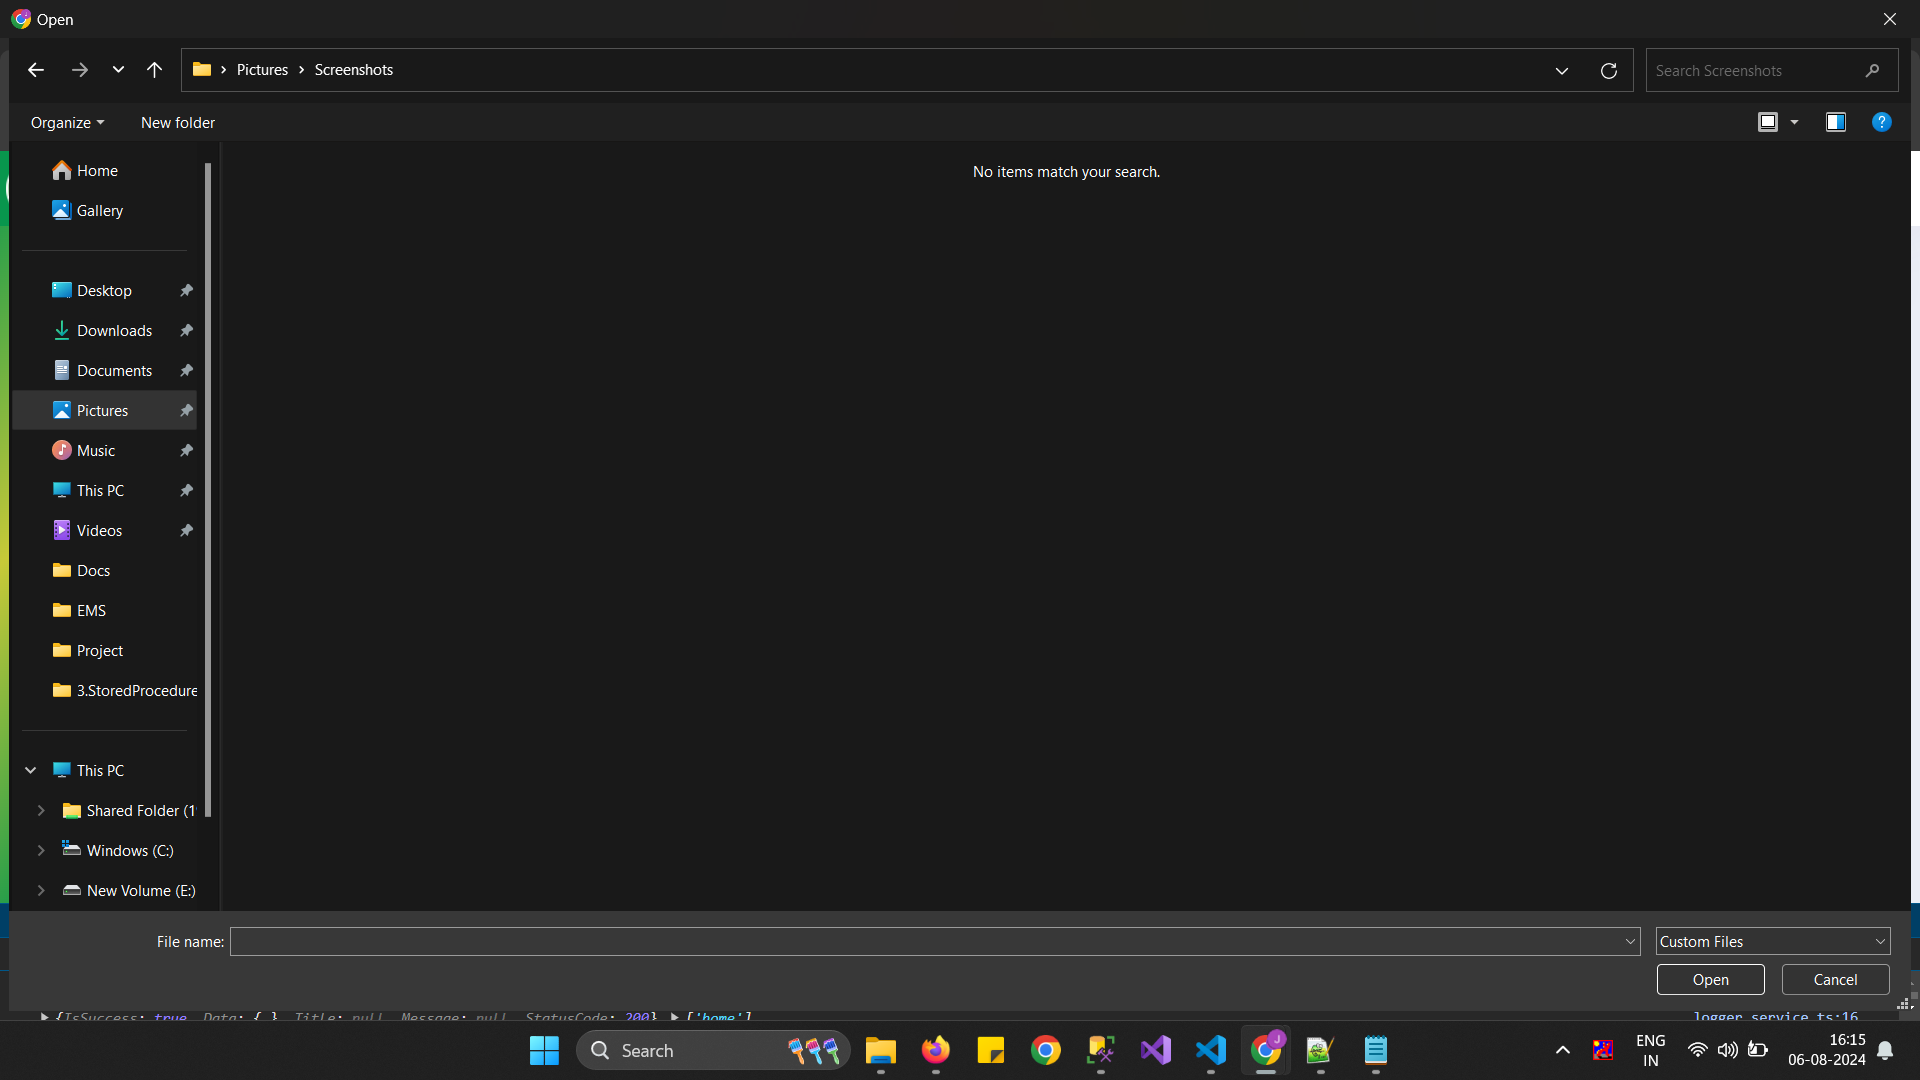 Open
Pictures > Screenshots
Search Screenshots
Organize
New folder
No items match your search.
Home
Gallery
Desktop
Downloads
Documents
Pictures
Music
This PC
Videos
Docs
EMS
Project
3.StoredProcedure
This PC
Shared Folder (1
Windows (C:)
New Volume (E:)
File name:
Custom Files
Open
Cancel
{IsSuccess: true, Data: {…}, Title: null, Message: null, StatusCode: 200} ['home']
logger.service.ts:16
Search
J
ENG
IN
16:15
06-08-2024